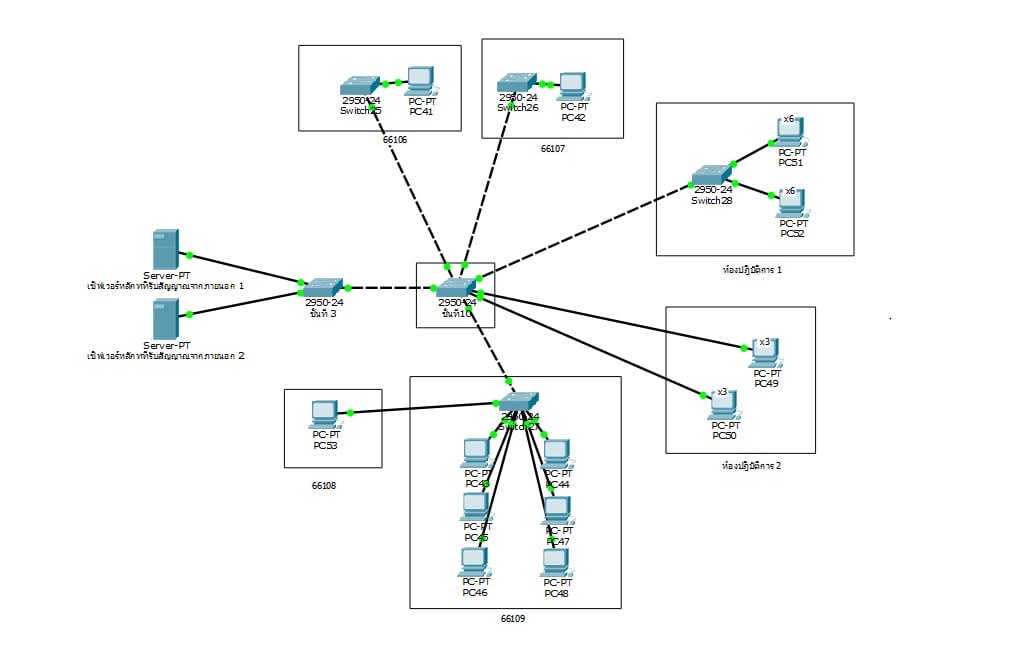 2950-24
Switch25
PC-PT
PC41
66106
2950-24
Switch26
PC-PT
PC42
66107
x6
PC-PT
PC51
2950-24
Switch28
x6
PC-PT
PC52
ห้องปฏิบัติการ 1
Server-PT
เซิฟเวอร์หลักที่รับสัญญาณจากภายนอก 1
2950-24
ชั้นที่ 3
2950-24
ชั้นที่10
Server-PT
เซิฟเวอร์หลักที่รับสัญญาณจากภายนอก 2
x3
PC-PT
PC49
x3
PC-PT
PC50
ห้องปฏิบัติการ 2
PC-PT
PC53
66108
2950-24
Switch27
PC-PT
PC43
PC-PT
PC44
PC-PT
PC45
PC-PT
PC47
PC-PT
PC46
PC-PT
PC48
66109